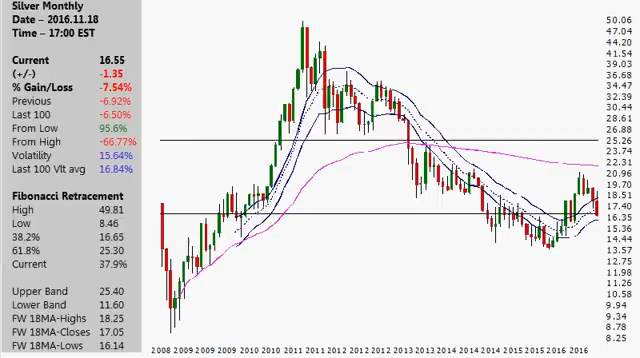 Silver Monthly
Date – 2016.11.18
Time – 17:00 EST
Current 16.55
(+/-) -1.35
% Gain/Loss -7.54%
Previous -6.92%
Last 100 -6.50%
From Low 95.6%
From High -66.77%
Volatility 15.64%
Last 100 Vlt avg 16.84%
Fibonacci Retracement
High 49.81
Low 8.46
38.2% 16.65
61.8% 25.30
Current 37.9%
Upper Band 25.40
Lower Band 11.60
FW 18MA-Highs 18.25
FW 18MA-Closes 17.05
FW 18MA-Lows 16.14
50.06
47.04
44.20
41.54
39.03
34.67
32.39
30.44
28.61
26.88
25.26
23.74
22.31
20.96
19.70
18.51
17.40
16.35
15.36
14.44
13.57
12.75
11.98
11.26
10.58
9.94
9.34
8.78
8.25
2008 2009 2009 2009 2010 2010 2011 2011 2012 2012 2012 2013 2013 2014 2014 2014 2015 2015 2016 2016